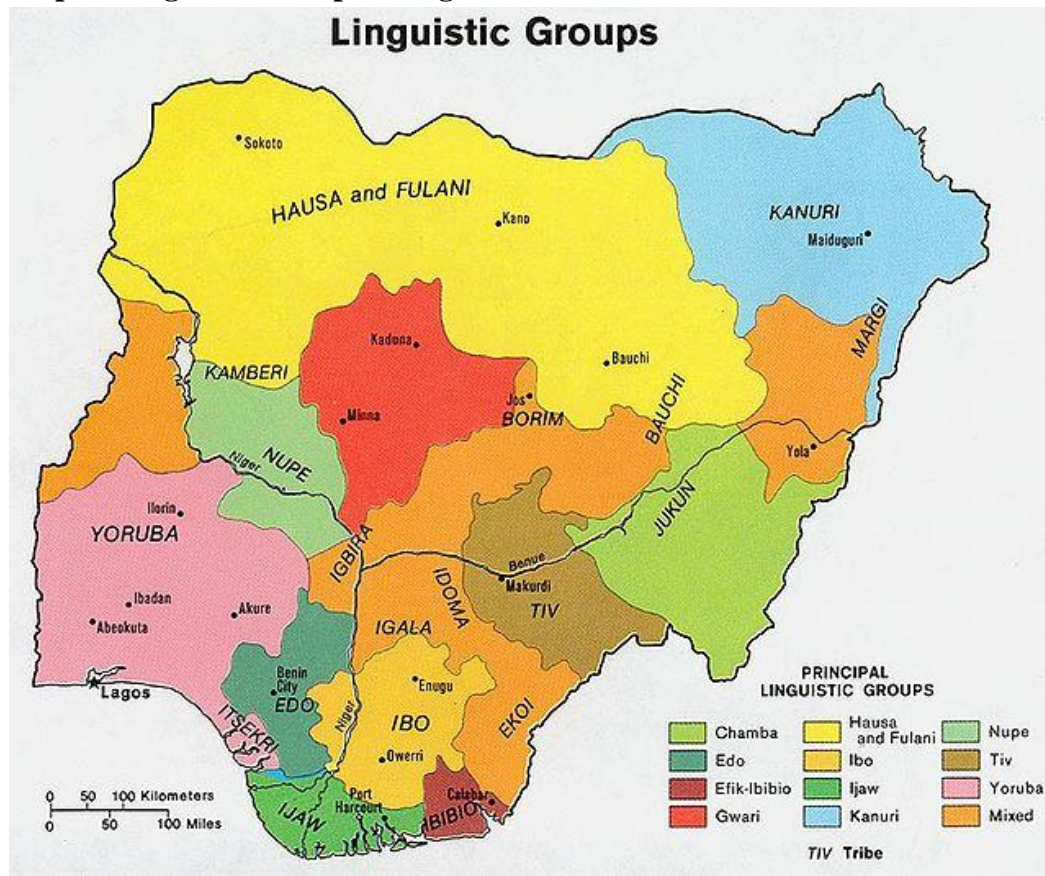 Linguistic Groups
Sokoto
HAUSA and FULANI
Kano
KANURI
Maiduguri
MARGI
Kaduna
Bauchi
KAMBERI
Jos
BORIM
BAUCHI
Minna
Niger
NUPE
Yola
Ilorin
YORUBA
JUKUN
IGBIRA
Benue
Makurdi
IDOMA
TIV
Ibadan
Abeokuta
Akure
IGALA
Lagos
Benin
City
EDO
Enugu
Niger
IBO
EKOI
ITSEKRI
Owerri
Port
Harcourt
Calabar
IJAW
IBIBIO
0 50 100 Kilometers
0 50 100 Miles
PRINCIPAL
LINGUISTIC GROUPS
Chamba
Edo
Efik-Ibibio
Gwari
Hausa
and Fulani
Ibo
Ijaw
Kanuri
Nupe
Tiv
Yoruba
Mixed
TIV Tribe